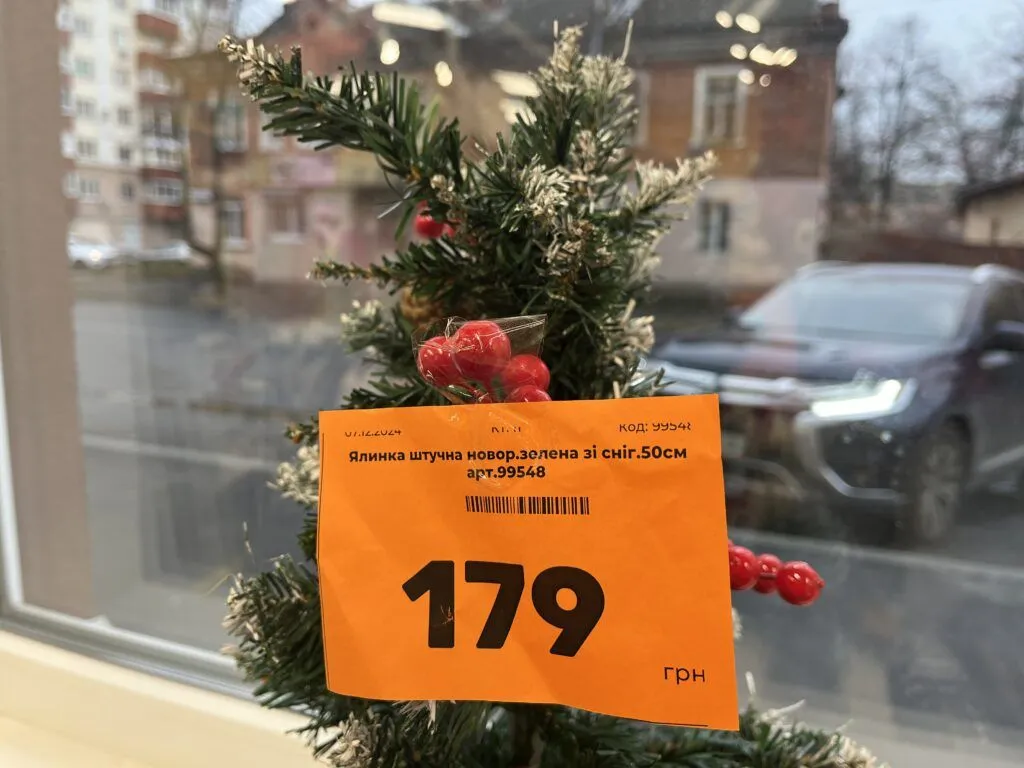 07.12.2024 Код: 99548
Ялинка штучна новор.зелена зі сніг.50см
арт.99548
179
грн